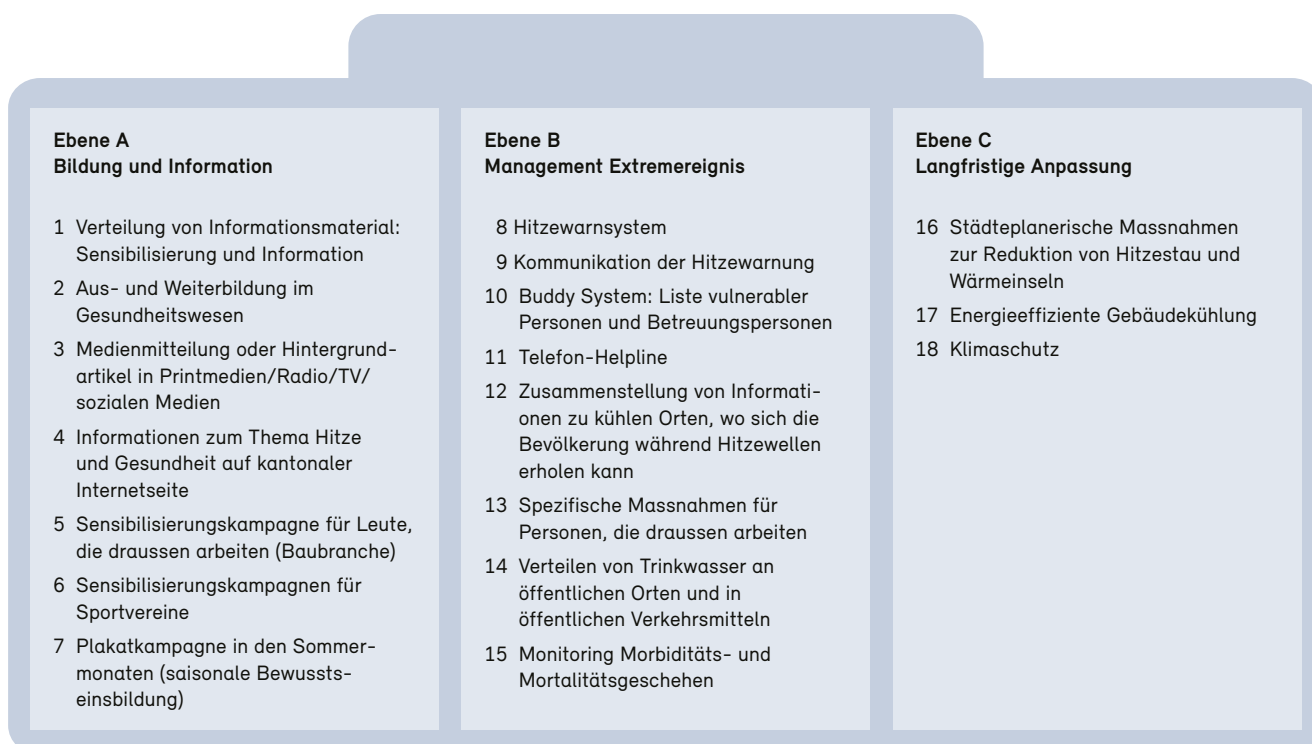 Ebene A
Bildung und Information
1 Verteilung von Informationsmaterial:
Sensibilisierung und Information
2 Aus- und Weiterbildung im
Gesundheitswesen
3 Medienmitteilung oder Hintergrund-
artikel in Printmedien/Radio/TV/
sozialen Medien
4 Informationen zum Thema Hitze
und Gesundheit auf kantonaler
Internetseite
5 Sensibilisierungskampagne für Leute,
die draussen arbeiten (Baubranche)
6 Sensibilisierungskampagnen für
Sportvereine
7 Plakatkampagne in den Sommer-
monaten (saisonale Bewussts-
einsbildung)
Ebene B
Management Extremereignis
8 Hitzewarnsystem
9 Kommunikation der Hitzewarnung
10 Buddy System: Liste vulnerabler
Personen und Betreuungspersonen
11 Telefon-Helpline
12 Zusammenstellung von Informati-
onen zu kühlen Orten, wo sich die
Bevölkerung während Hitzewellen
erholen kann
13 Spezifische Massnahmen für
Personen, die draussen arbeiten
14 Verteilen von Trinkwasser an
öffentlichen Orten und in
öffentlichen Verkehrsmitteln
15 Monitoring Morbiditäts- und
Mortalitätsgeschehen
Ebene C
Langfristige Anpassung
16 Städteplanerische Massnahmen
zur Reduktion von Hitzestau und
Wärmeinseln
17 Energieeffiziente Gebäudekühlung
18 Klimaschutz